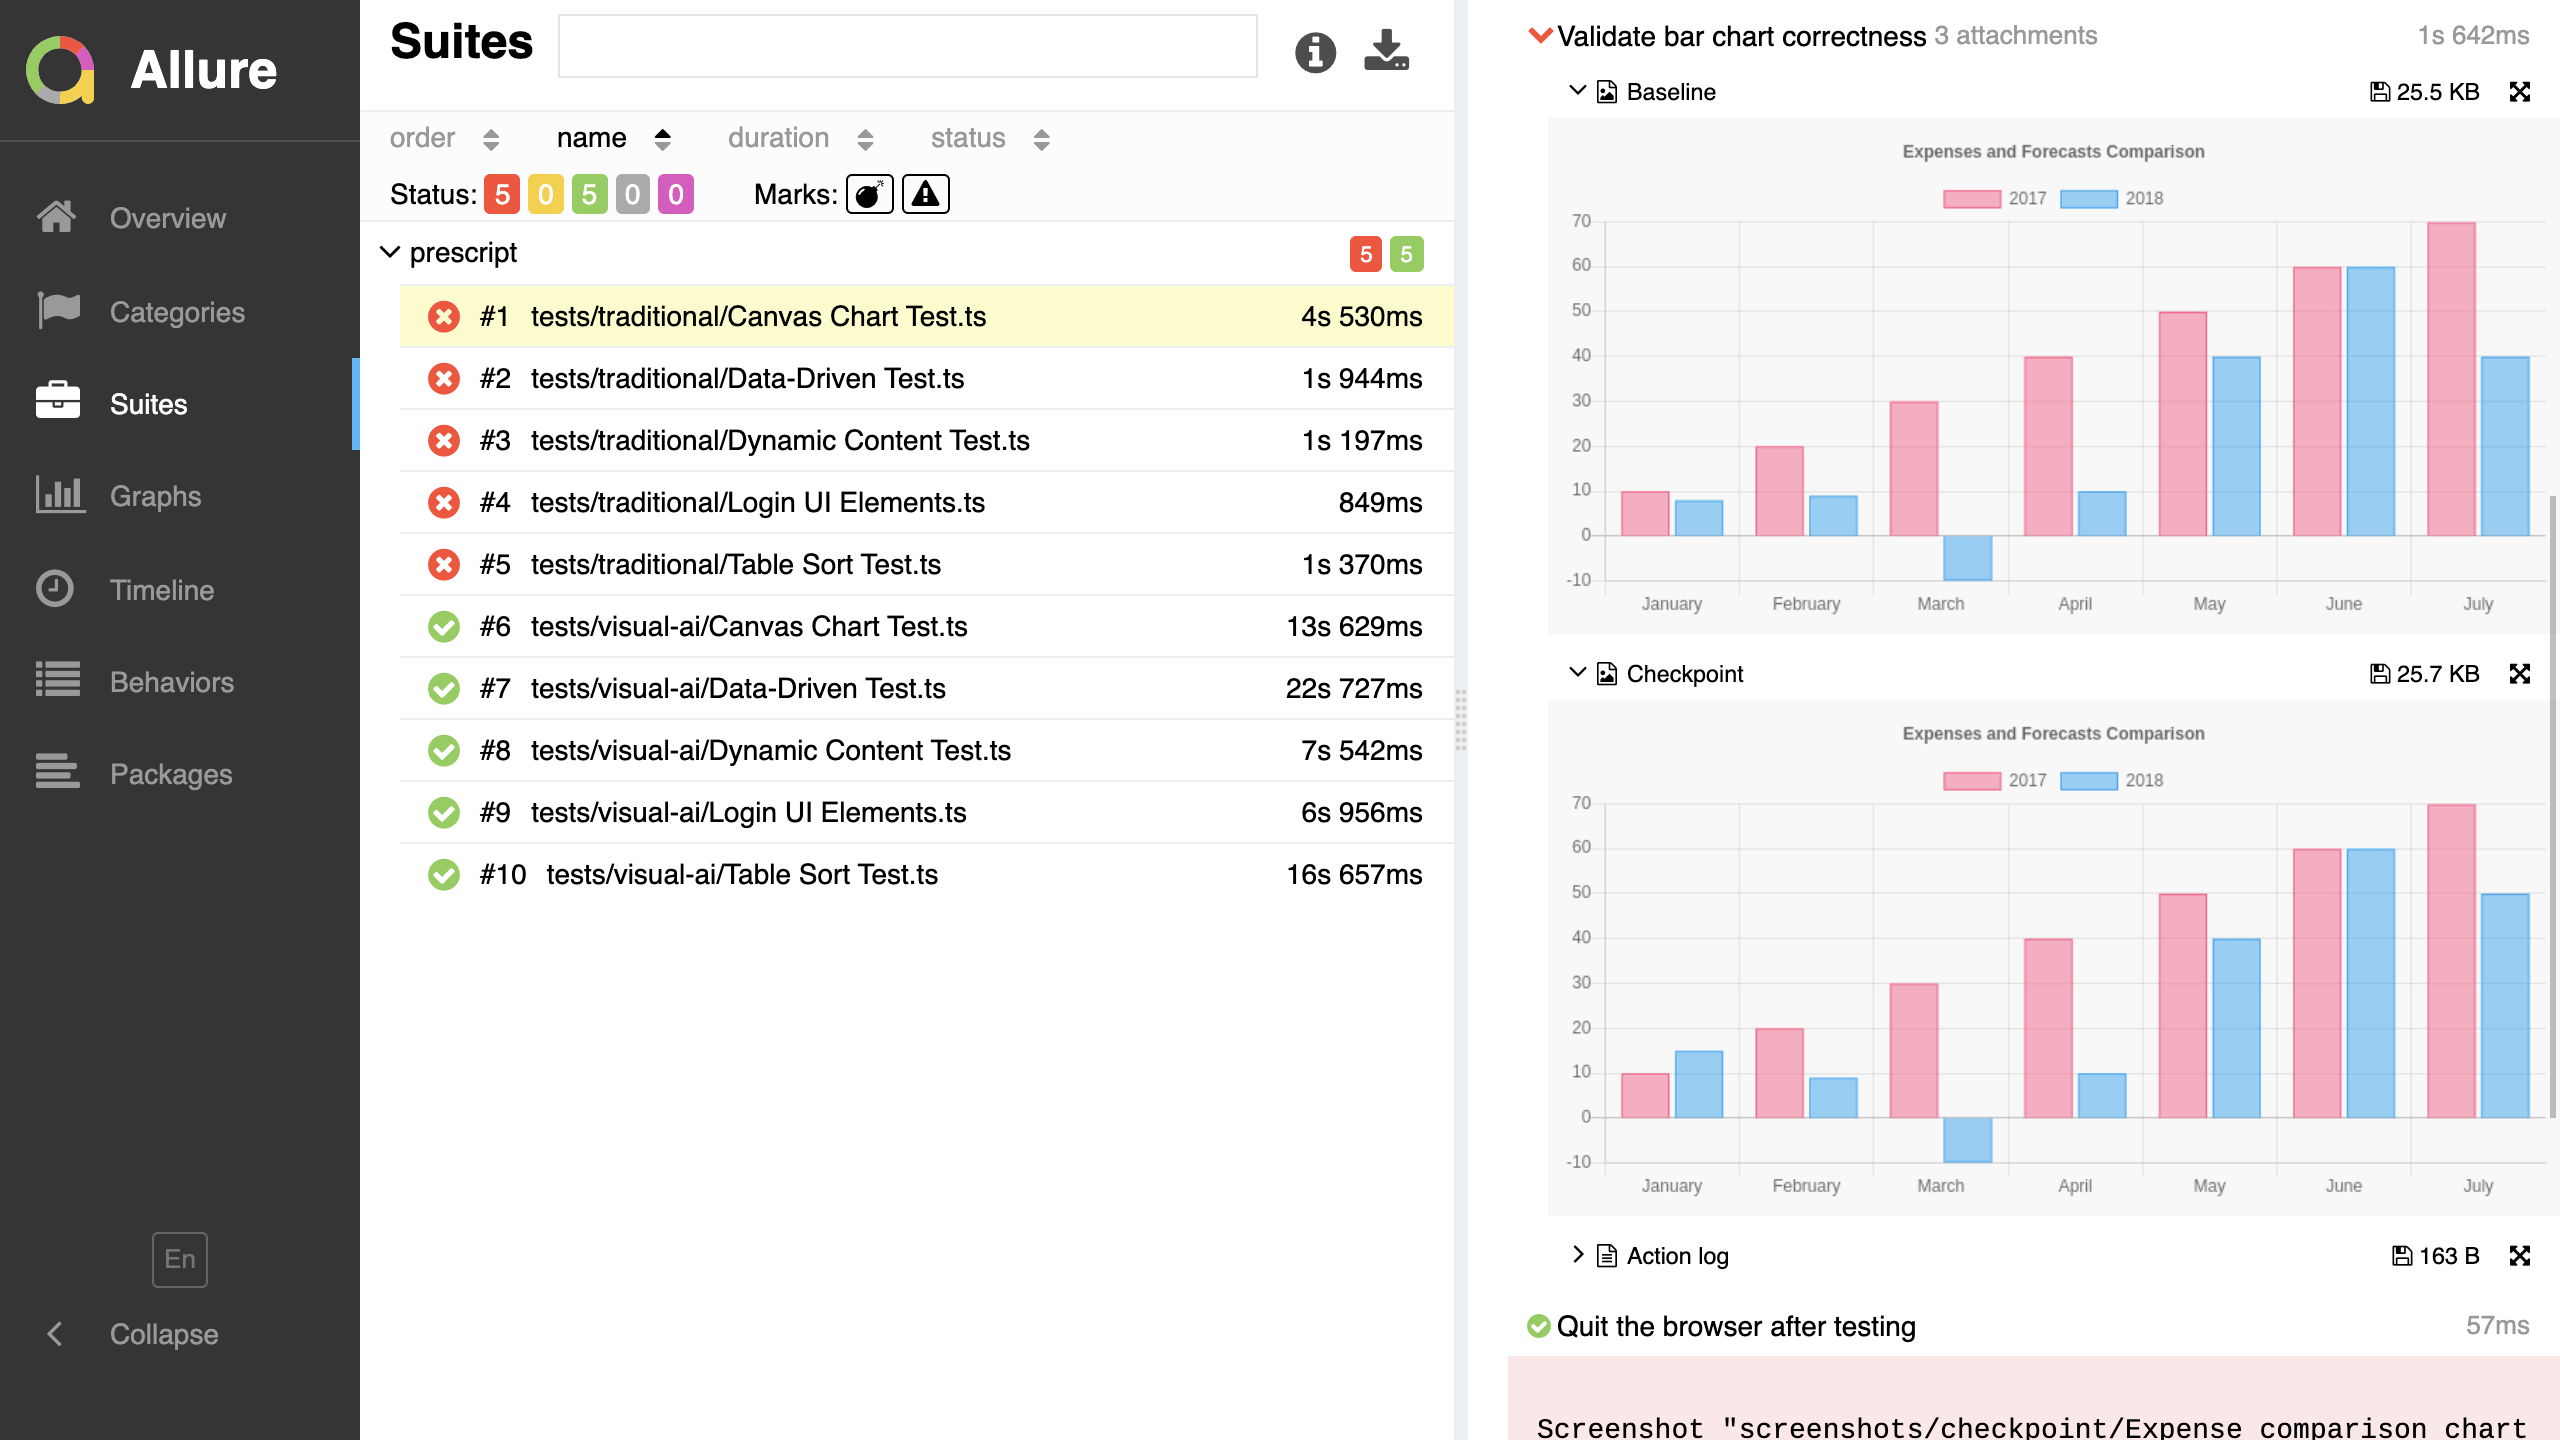 Allure
Overview
Categories
Suites
Graphs
Timeline
Behaviors
Packages
En
Collapse
Suites
order name duration status
Status: 5 0 5 0 0 Marks:
prescript 5 5
#1 tests/traditional/Canvas Chart Test.ts 4s 530ms
#2 tests/traditional/Data-Driven Test.ts 1s 944ms
#3 tests/traditional/Dynamic Content Test.ts 1s 197ms
#4 tests/traditional/Login UI Elements.ts 849ms
#5 tests/traditional/Table Sort Test.ts 1s 370ms
#6 tests/visual-ai/Canvas Chart Test.ts 13s 629ms
#7 tests/visual-ai/Data-Driven Test.ts 22s 727ms
#8 tests/visual-ai/Dynamic Content Test.ts 7s 542ms
#9 tests/visual-ai/Login UI Elements.ts 6s 956ms
#10 tests/visual-ai/Table Sort Test.ts 16s 657ms
Validate bar chart correctness 3 attachments 1s 642ms
Baseline 25.5 KB
Expenses and Forecasts Comparison
2017 2018
70
60
50
40
30
20
10
0
-10
January February March April May June July
Checkpoint 25.7 KB
Expenses and Forecasts Comparison
2017 2018
70
60
50
40
30
20
10
0
-10
January February March April May June July
Action log 163 B
Quit the browser after testing 57ms
Screenshot "screenshots/checkpoint/Expense comparison chart